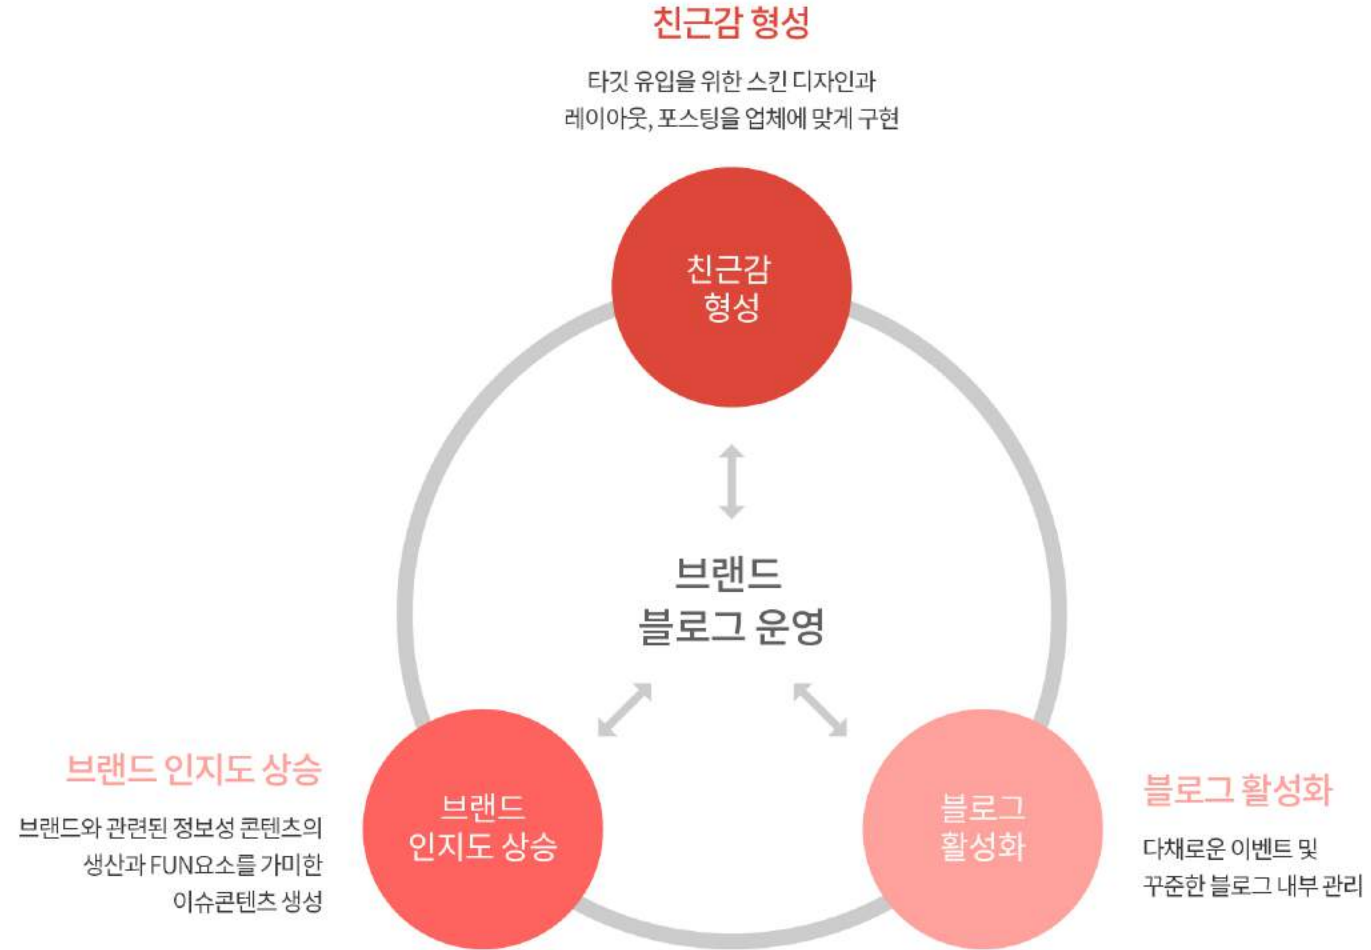 친근감 형성
타깃 유입을 위한 스킨 디자인과
레이아웃, 포스팅을 업체에 맞게 구현
친근감
형성
브랜드
블로그 운영
브랜드 인지도 상승
브랜드와 관련된 정보성 콘텐츠의
생산과 FUN요소를 가미한
이슈콘텐츠 생성
브랜드
인지도 상승
블로그
활성화
블로그 활성화
다채로운 이벤트 및
꾸준한 블로그 내부 관리